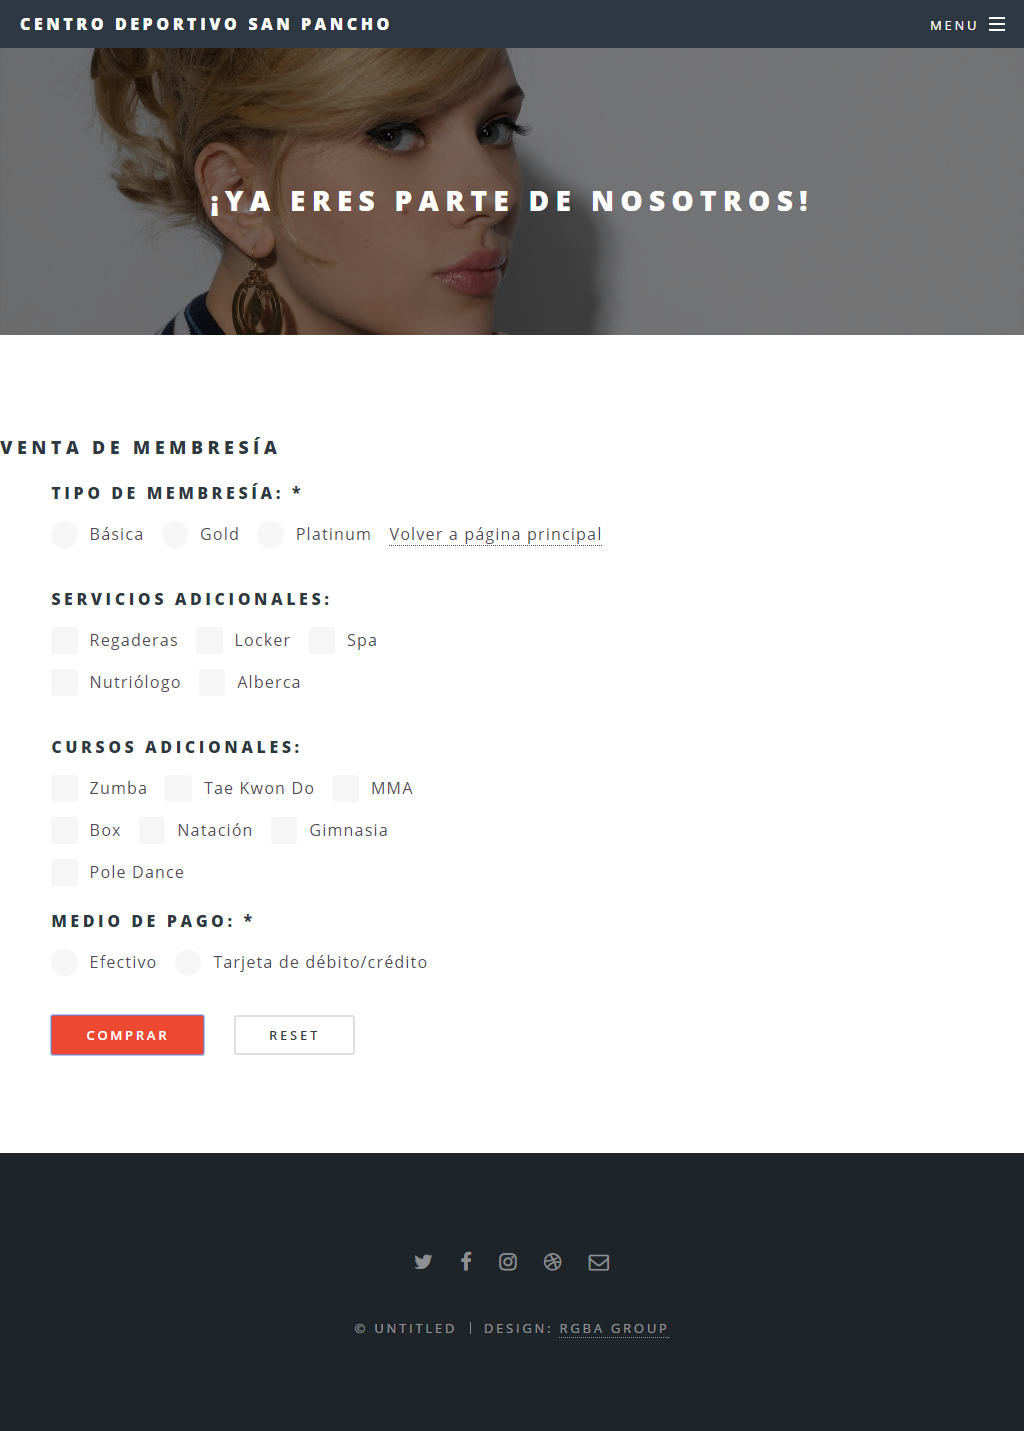 CENTRO DEPORTIVO SAN PANCHO
MENU
¡YA ERES PARTE DE NOSOTROS!
VENTA DE MEMBRESÍA
TIPO DE MEMBRESÍA: *
Básica Gold Platinum Volver a página principal
SERVICIOS ADICIONALES:
Regaderas Locker Spa
Nutriólogo Alberca
CURSOS ADICIONALES:
Zumba Tae Kwon Do MMA
Box Natación Gimnasia
Pole Dance
MEDIO DE PAGO: *
Efectivo Tarjeta de débito/crédito
COMPRAR RESET
© UNTITLED | DESIGN: RGBA GROUP